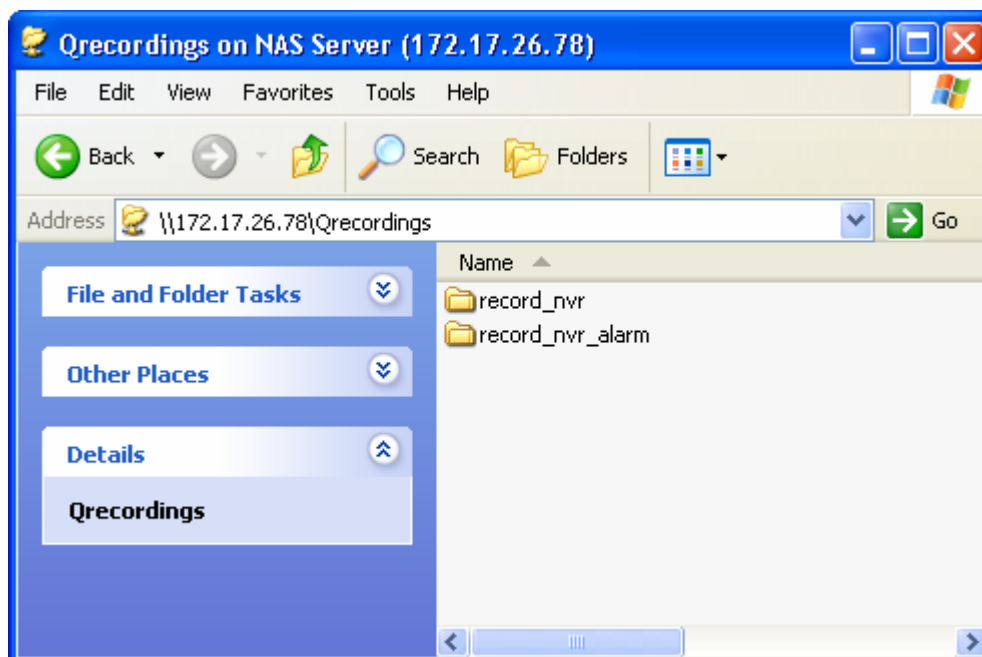 Qrecordings on NAS Server (172.17.26.78)
File Edit View Favorites Tools Help
Back Search Folders
Address \\172.17.26.78\Qrecordings Go
Name
File and Folder Tasks
record_nvr
record_nvr_alarm
Other Places
Details
Qrecordings